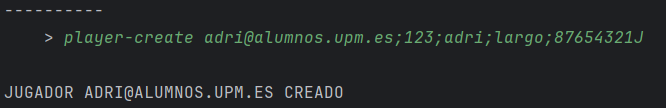 ----------
> player-create adri@alumnos.upm.es;123;adri;largo;87654321J
JUGADOR ADRI@ALUMNOS.UPM.ES CREADO